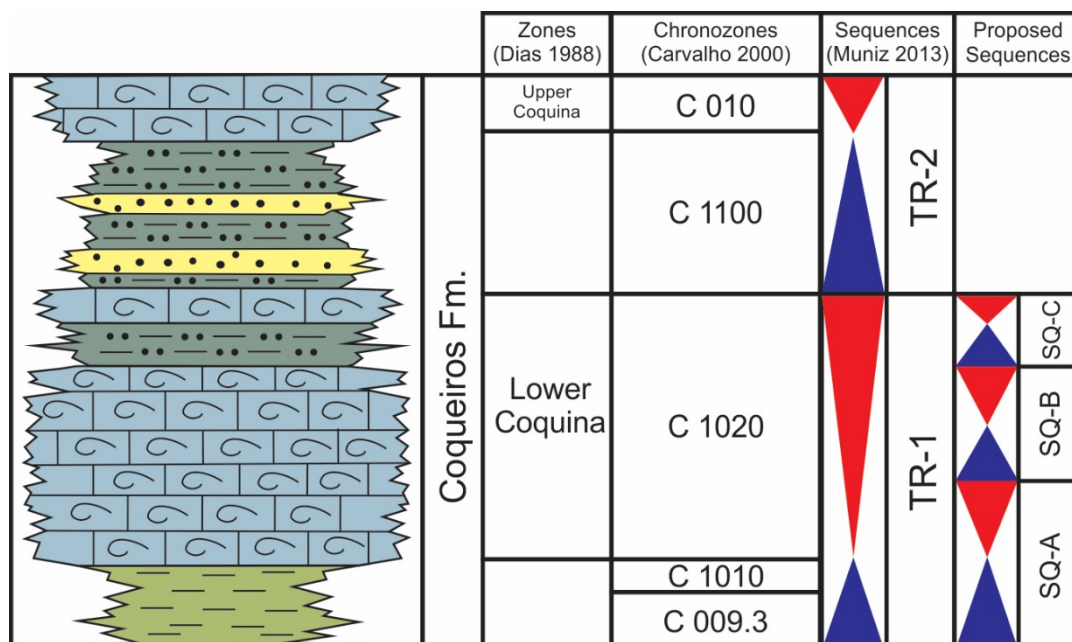 Zones
(Dias 1988)
Chronozones
(Carvalho 2000)
Sequences
(Muniz 2013)
Proposed
Sequences
Coqueiros Fm.
Upper
Coquina
Lower
Coquina
C 010
C 1100
C 1020
C 1010
C 009.3
TR-2
TR-1
SQ-C
SQ-B
SQ-A